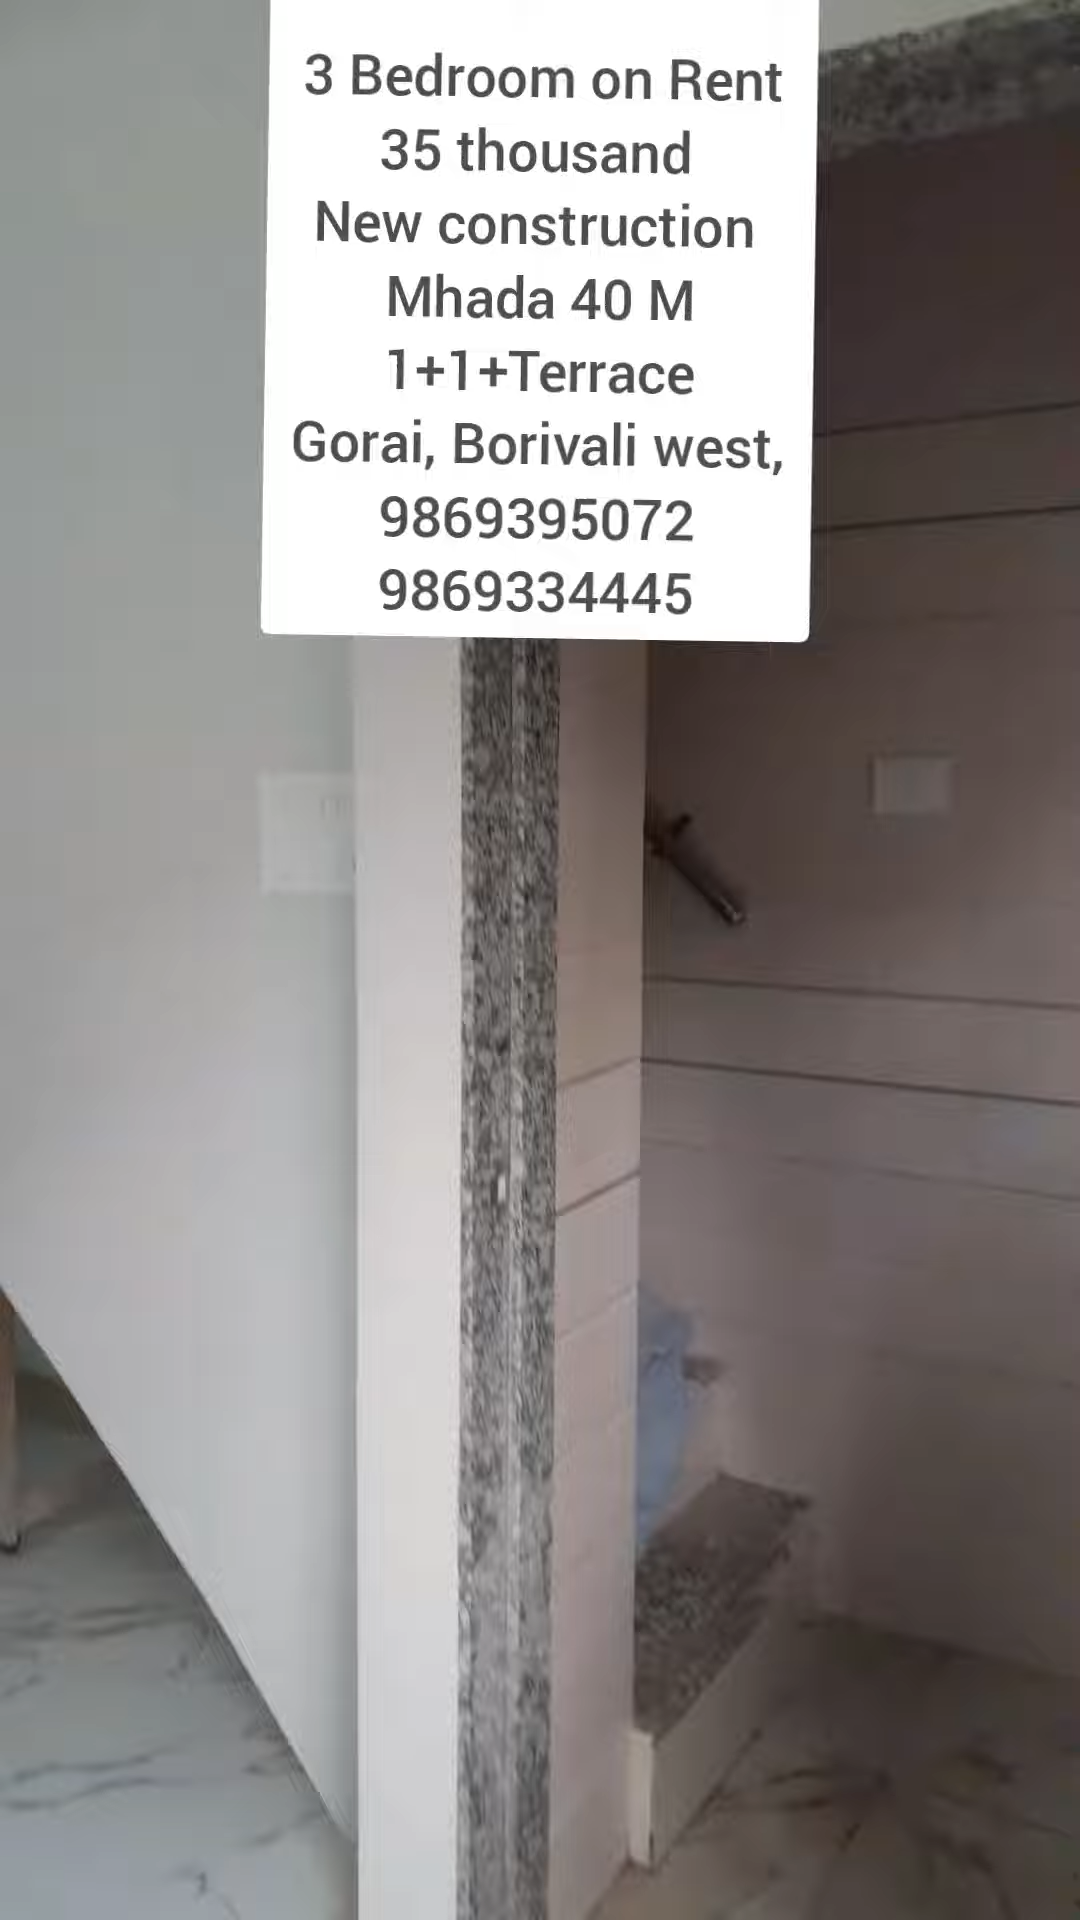 3 Bedroom on Rent
35 thousand
New construction
Mhada 40 M
1+1+Terrace
Gorai, Borivali west,
9869395072
9869334445